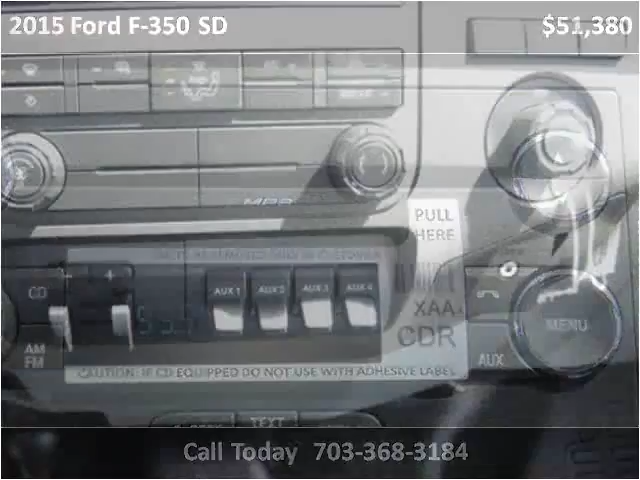 2015 Ford F-350 SD
$51,380
PULL
HERE
AUX 1 AUX 2 AUX 3 AUX 4
CD
- +
XAA
CDR
MENU
AM
FM
AUX
CAUTION: IF CD EQUIPPED DO NOT USE WITH ADHESIVE LABEL
TEXT
Call Today 703-368-3184